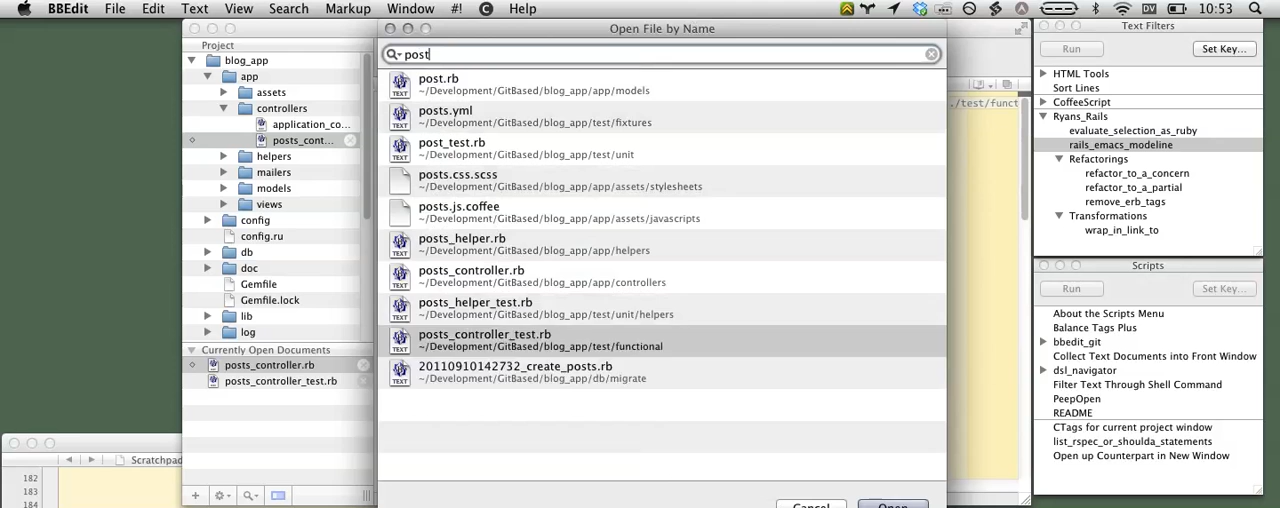 BBEdit File Edit Text View Search Markup Window #! Help DV 10:53
Project
blog_app
app
assets
controllers
application_co...
posts_cont...
helpers
mailers
models
views
config
config.ru
db
doc
Gemfile
Gemfile.lock
lib
log
Currently Open Documents
posts_controller.rb
posts_controller_test.rb
Scratchpad
182
183
184
Open File by Name
post
post.rb
~/Development/GitBased/blog_app/app/models
posts.yml
~/Development/GitBased/blog_app/test/fixtures
post_test.rb
~/Development/GitBased/blog_app/test/unit
posts.css.scss
~/Development/GitBased/blog_app/app/assets/stylesheets
posts.js.coffee
~/Development/GitBased/blog_app/app/assets/javascripts
posts_helper.rb
~/Development/GitBased/blog_app/app/helpers
posts_controller.rb
~/Development/GitBased/blog_app/app/controllers
posts_helper_test.rb
~/Development/GitBased/blog_app/test/unit/helpers
posts_controller_test.rb
~/Development/GitBased/blog_app/test/functional
20110910142732_create_posts.rb
~/Development/GitBased/blog_app/db/migrate
Cancel Open
./test/funct
Text Filters
Run Set Key...
HTML Tools
Sort Lines
CoffeeScript
Ryans_Rails
evaluate_selection_as_ruby
rails_emacs_modeline
Refactorings
refactor_to_a_concern
refactor_to_a_partial
remove_erb_tags
Transformations
wrap_in_link_to
Scripts
Run Set Key...
About the Scripts Menu
Balance Tags Plus
bbedit_git
Collect Text Documents into Front Window
dsl_navigator
Filter Text Through Shell Command
PeepOpen
README
CTags for current project window
list_rspec_or_shoulda_statements
Open up Counterpart in New Window